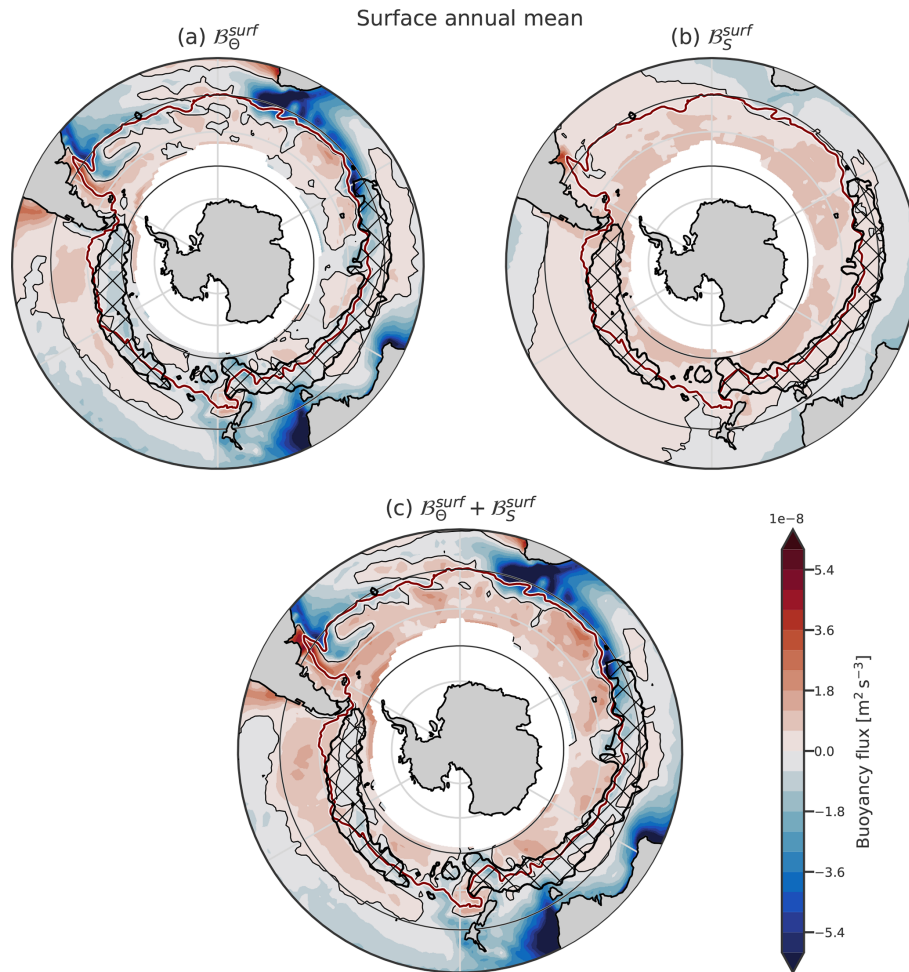 Surface annual mean
(a) ℬ_Θ^surf
(b) ℬ_S^surf
(c) ℬ_Θ^surf + ℬ_S^surf
1e−8
5.4
3.6
1.8
0.0
−1.8
−3.6
−5.4
Buoyancy flux [m² s⁻³]